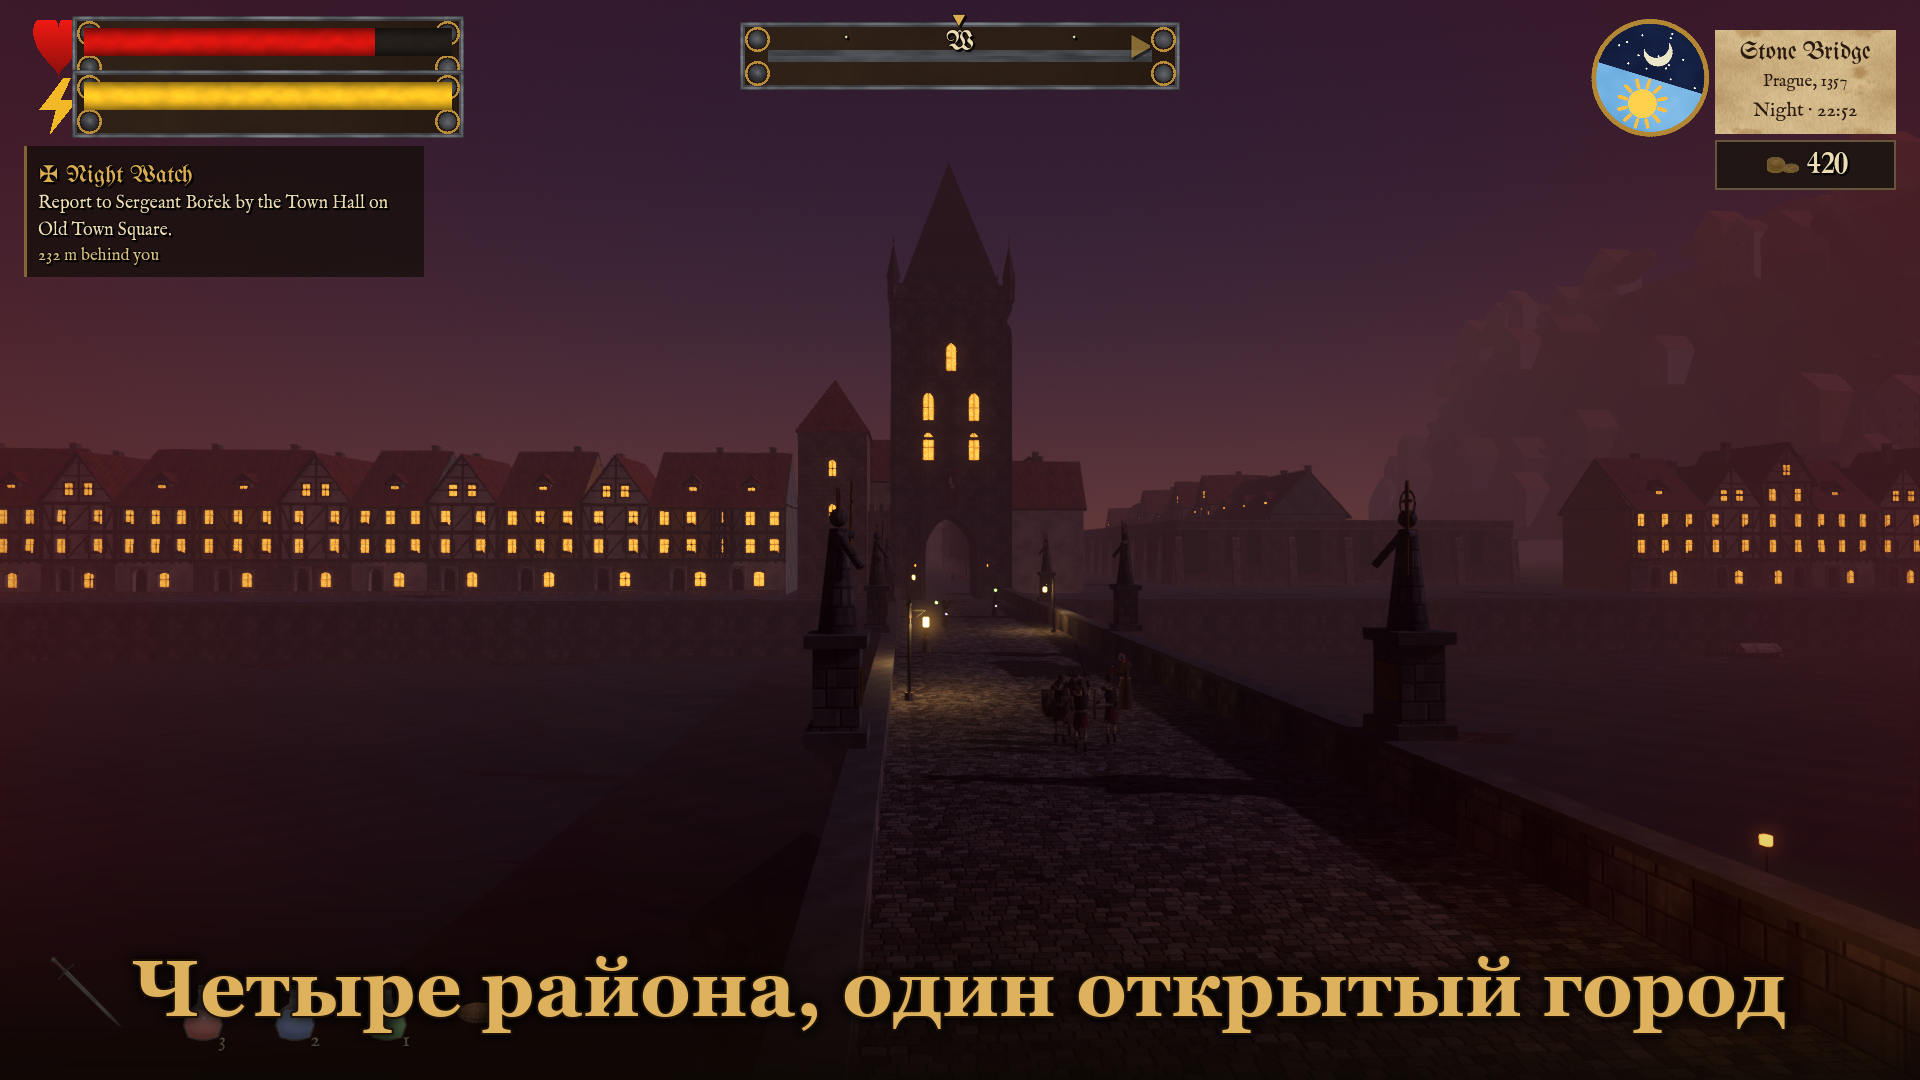 ✠ Night Watch
Report to Sergeant Bořek by the Town Hall on
Old Town Square.
232 m behind you
W
Stone Bridge
Prague, 1357
Night · 22:52
420
Четыре района, один открытый город
3
2
1